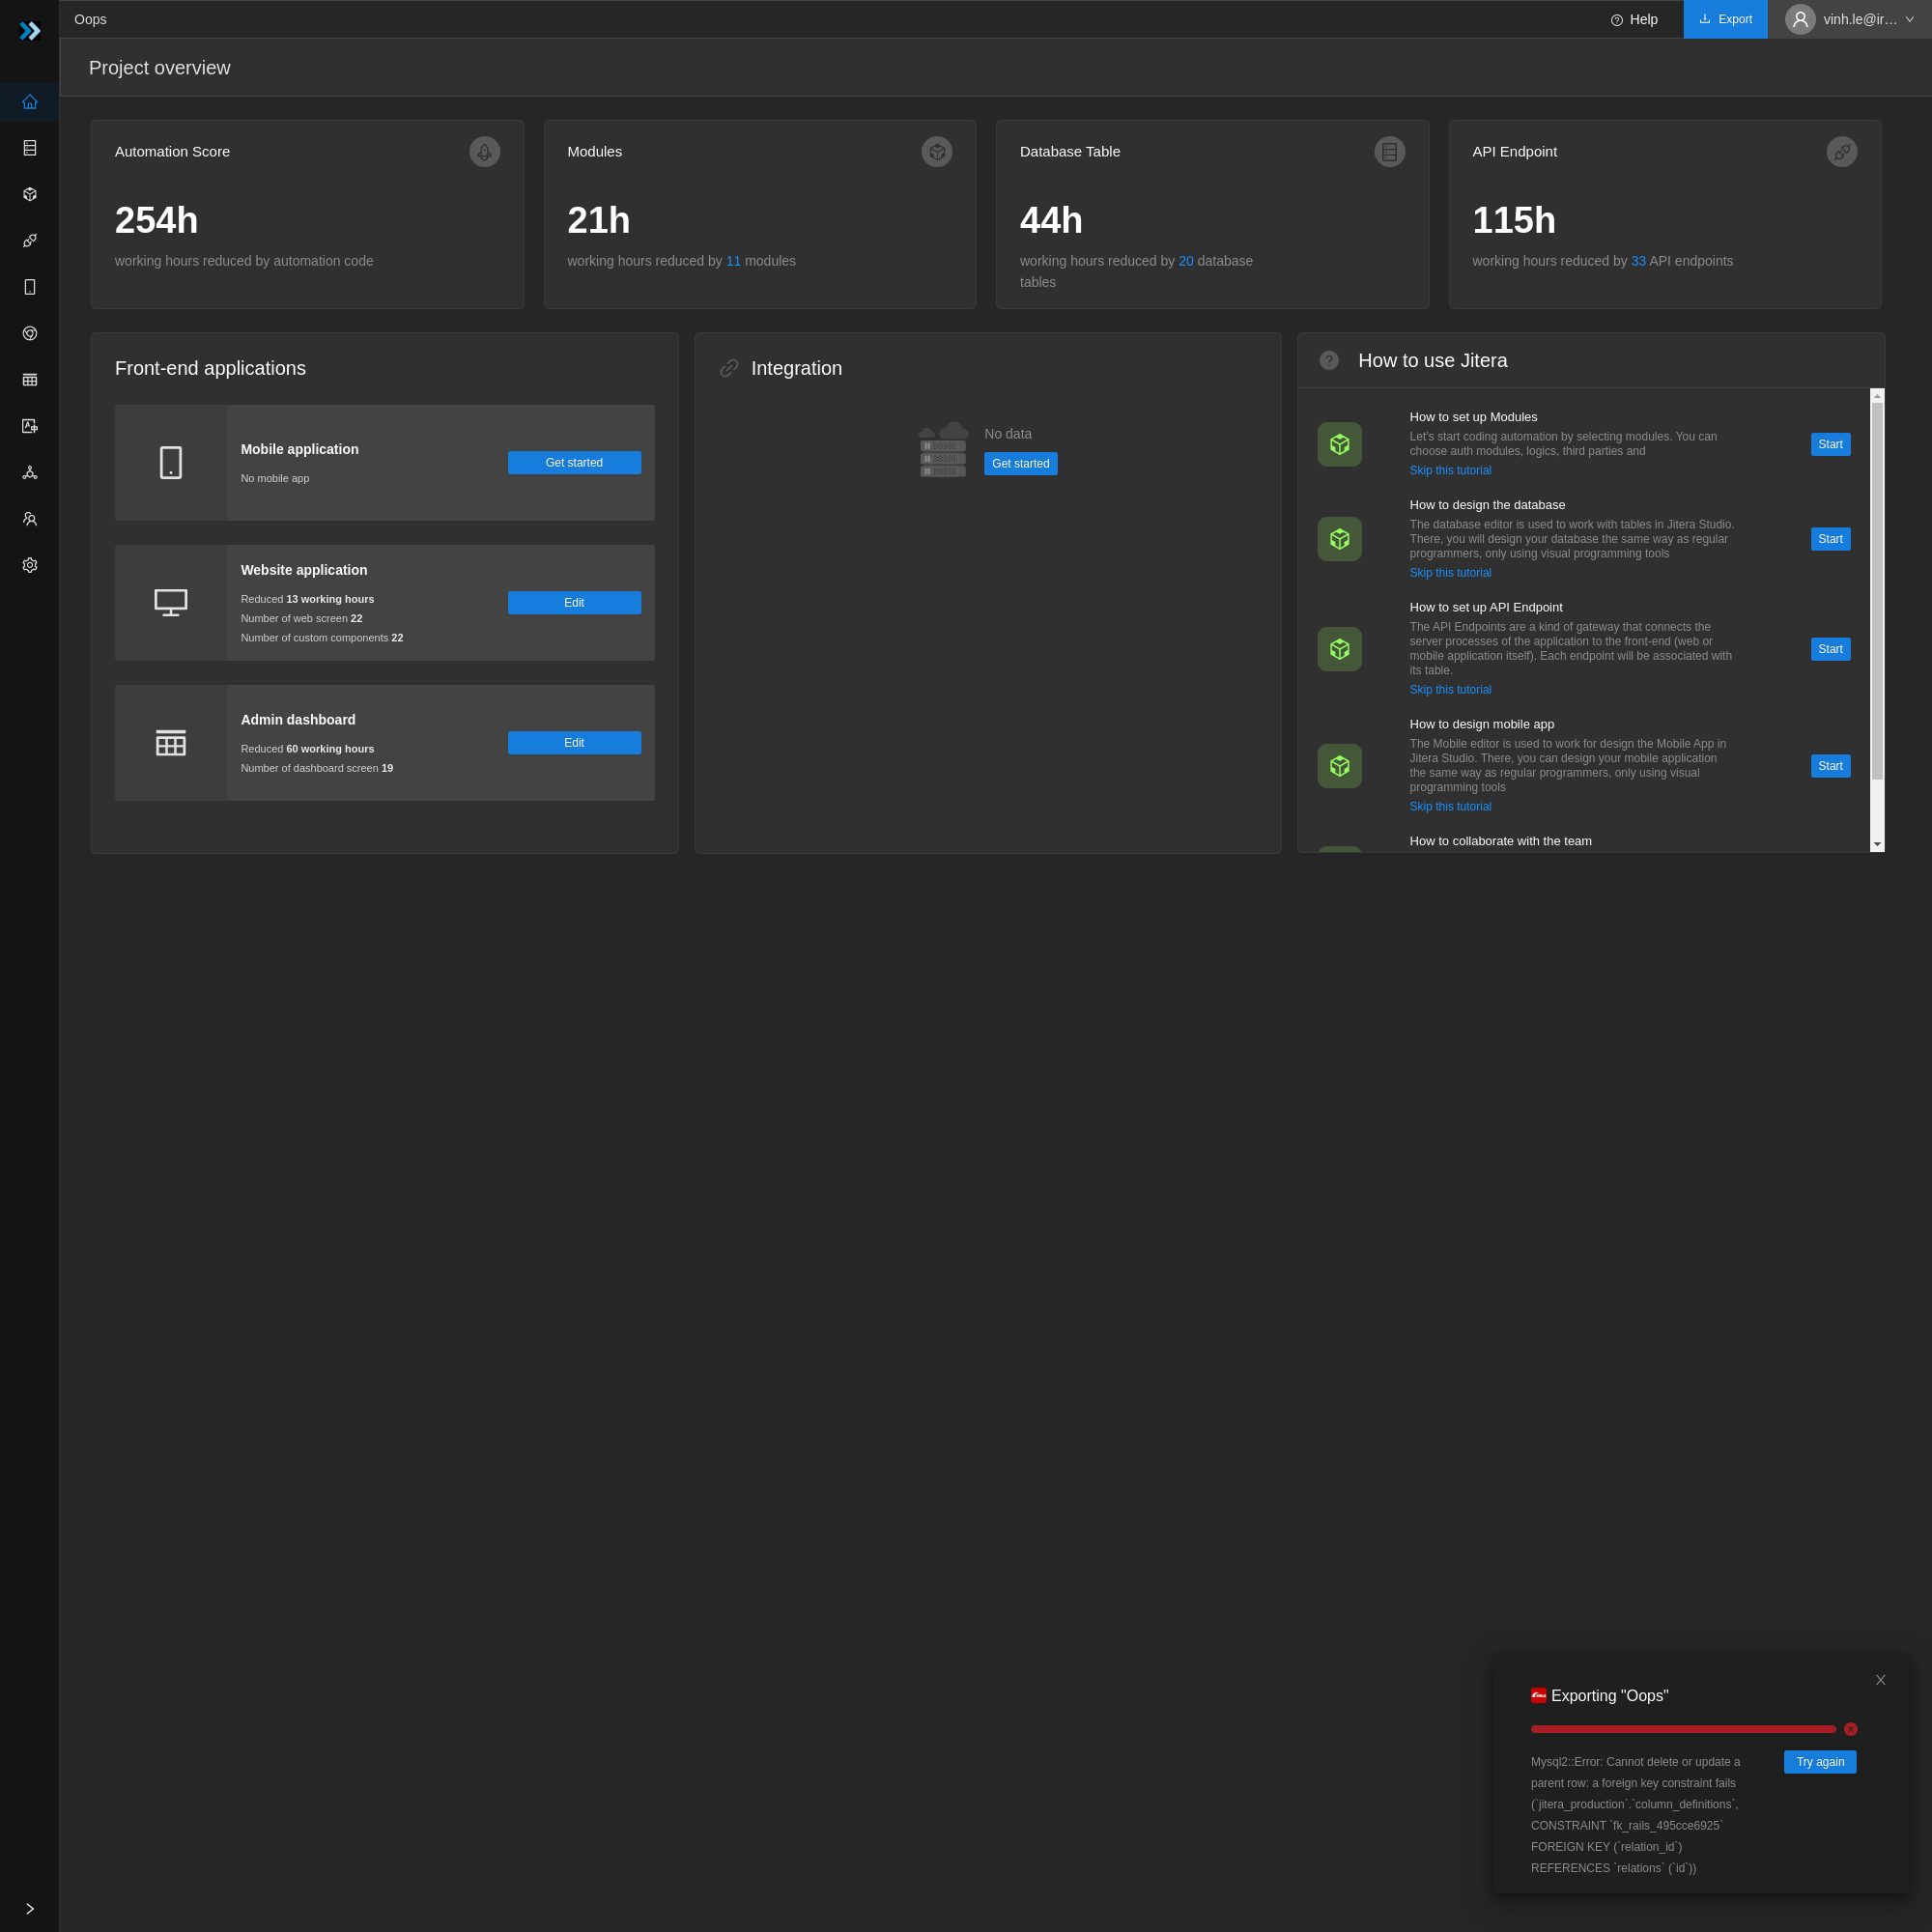 Oops
Help
Export
vinh.le@ir…
Project overview
Automation Score
254h
working hours reduced by automation code
Modules
21h
working hours reduced by 11 modules
Database Table
44h
working hours reduced by 20 database
tables
API Endpoint
115h
working hours reduced by 33 API endpoints
Front-end applications
Mobile application
No mobile app
Get started
Website application
Reduced 13 working hours
Number of web screen 22
Number of custom components 22
Edit
Admin dashboard
Reduced 60 working hours
Number of dashboard screen 19
Edit
Integration
No data
Get started
How to use Jitera
How to set up Modules
Let's start coding automation by selecting modules. You can
choose auth modules, logics, third parties and
Skip this tutorial
Start
How to design the database
The database editor is used to work with tables in Jitera Studio.
There, you will design your database the same way as regular
programmers, only using visual programming tools
Skip this tutorial
Start
How to set up API Endpoint
The API Endpoints are a kind of gateway that connects the
server processes of the application to the front-end (web or
mobile application itself). Each endpoint will be associated with
its table.
Skip this tutorial
Start
How to design mobile app
The Mobile editor is used to work for design the Mobile App in
Jitera Studio. There, you can design your mobile application
the same way as regular programmers, only using visual
programming tools
Skip this tutorial
Start
How to collaborate with the team
Exporting "Oops"
Mysql2::Error: Cannot delete or update a
parent row: a foreign key constraint fails
(`jitera_production`.`column_definitions`,
CONSTRAINT `fk_rails_495cce6925`
FOREIGN KEY (`relation_id`)
REFERENCES `relations` (`id`))
Try again